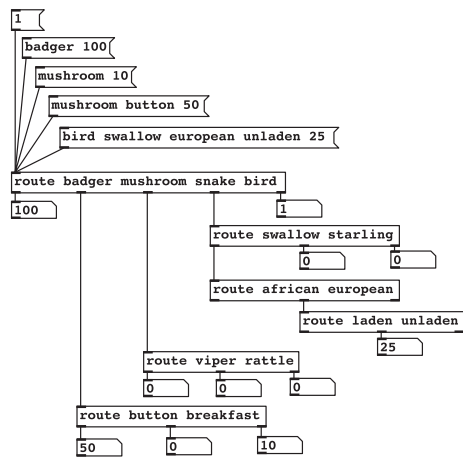 1
badger 100
mushroom 10
mushroom button 50
bird swallow european unladen 25
route badger mushroom snake bird
100
1
route swallow starling
0
0
route african european
route laden unladen
25
route viper rattle
0
0
0
route button breakfast
50
0
10